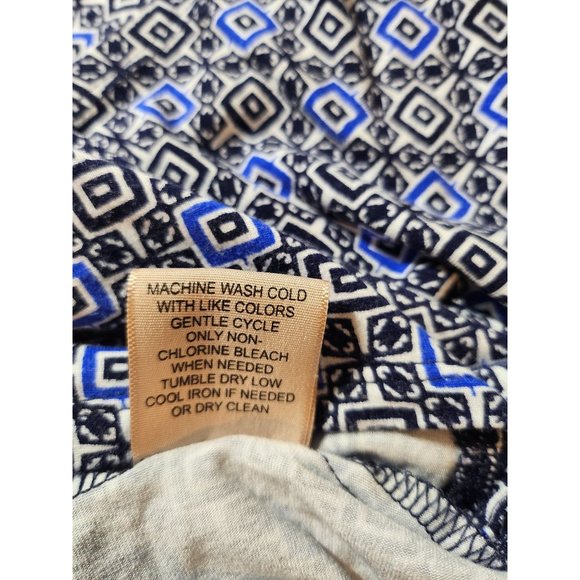 MACHINE WASH COLD
WITH LIKE COLORS
GENTLE CYCLE
ONLY NON-
CHLORINE BLEACH
WHEN NEEDED
TUMBLE DRY LOW
COOL IRON IF NEEDED
OR DRY CLEAN